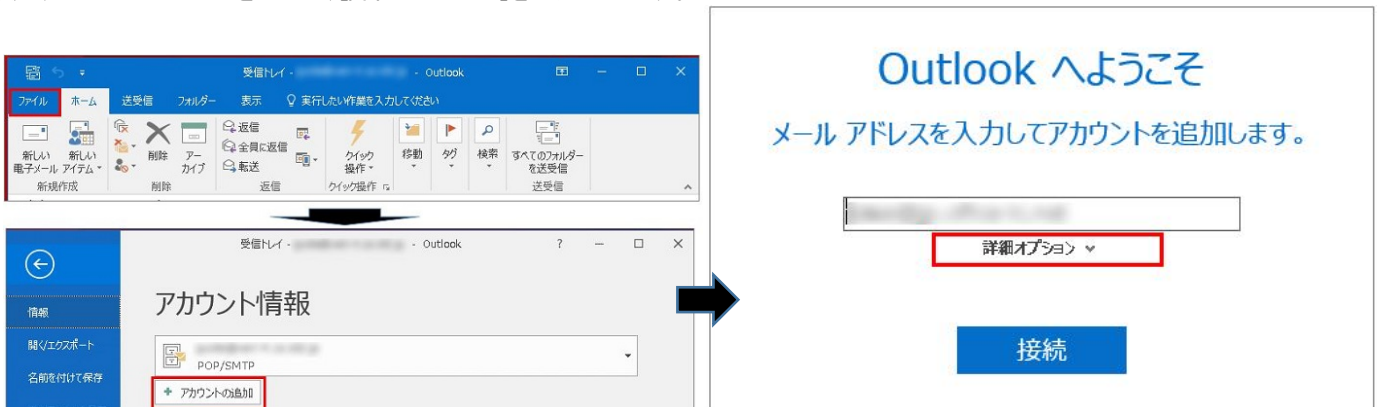 受信トレイ - - Outlook
ファイル ホーム 送受信 フォルダー 表示 実行したい作業を入力してください
新しい 電子メール
新しい アイテム
削除
アー カイブ
返信
全員に返信
転送
クイック 操作
移動
タグ
検索
すべてのフォルダー を送受信
新規作成 削除 返信 クイック操作 送受信
受信トレイ - - Outlook ?
情報
開く/エクスポート
名前を付けて保存
アカウント情報
POP/SMTP
アカウントの追加
Outlook へようこそ
メール アドレスを入力してアカウントを追加します。
詳細オプション
接続